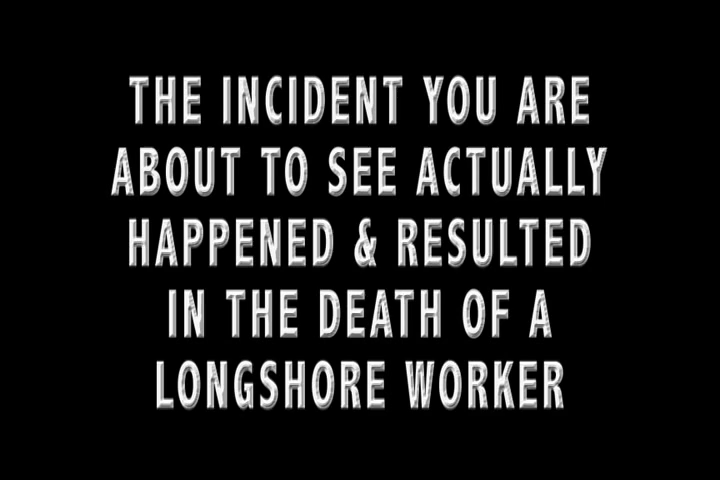 THE INCIDENT YOU ARE
ABOUT TO SEE ACTUALLY
HAPPENED & RESULTED
IN THE DEATH OF A
LONGSHORE WORKER